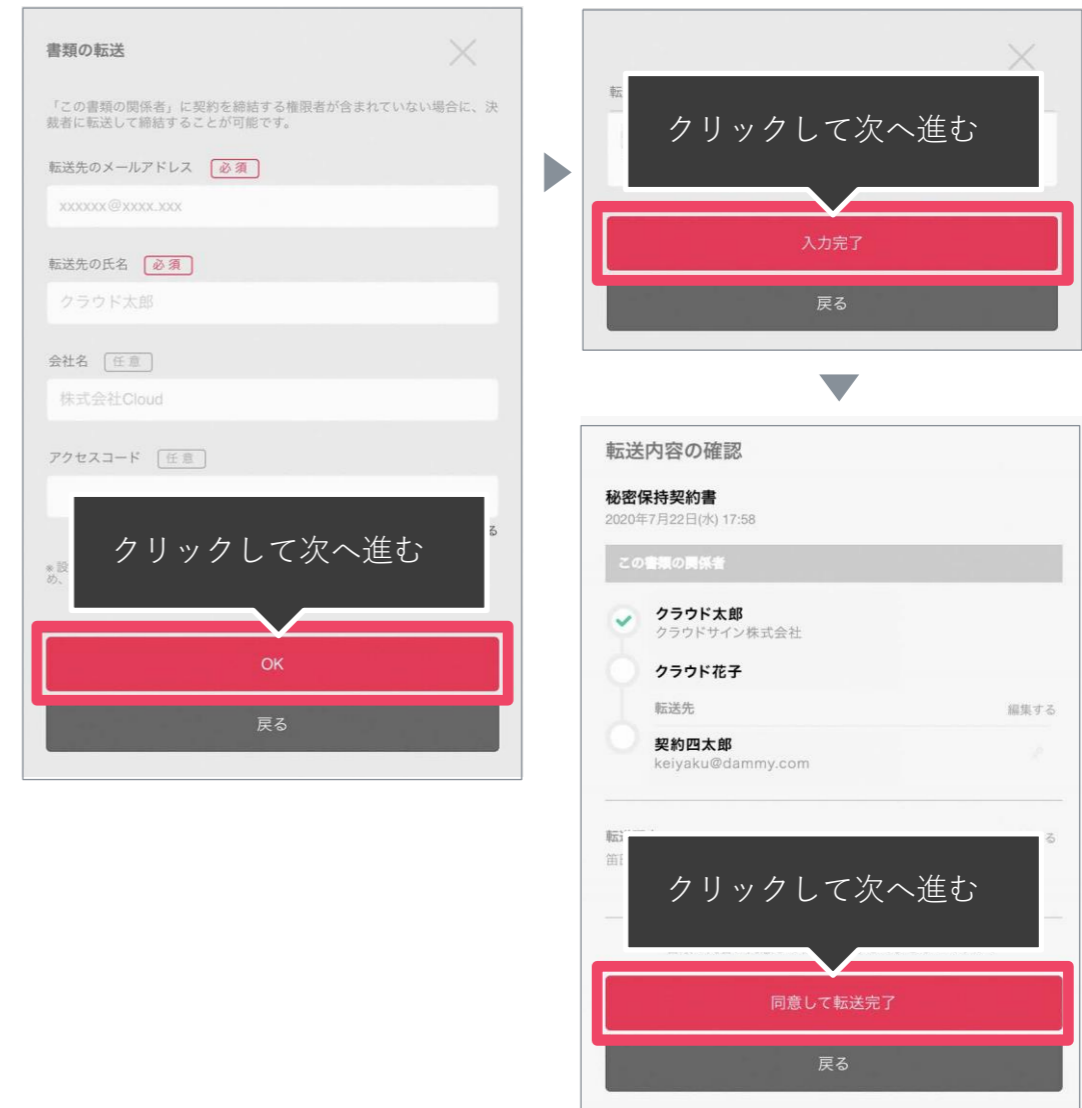 書類の転送
「この書類の関係者」に契約を締結する権限者が含まれていない場合に、決
裁者に転送して締結することが可能です。
転送先のメールアドレス 必須
xxxxxx@xxxx.xxx
転送先の氏名 必須
クラウド太郎
会社名 任意
株式会社Cloud
アクセスコード 任意
る
※設
め、
クリックして次へ進む
OK
戻る
転
クリックして次へ進む
入力完了
戻る
転送内容の確認
秘密保持契約書
2020年7月22日(水) 17:58
この書類の関係者
クラウド太郎
クラウドサイン株式会社
クラウド花子
転送先 編集する
契約四太郎
keiyaku@dammy.com
転送
る
クリックして次へ進む
同意して転送完了
戻る